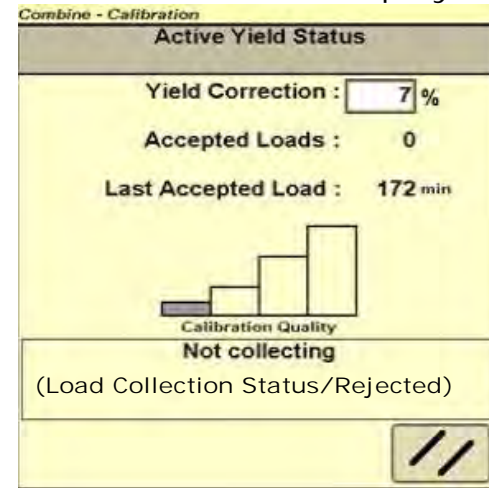 Combine - Calibration
Active Yield Status
Yield Correction : 7 %
Accepted Loads : 0
Last Accepted Load : 172 min
Calibration Quality
Not collecting
(Load Collection Status/Rejected)